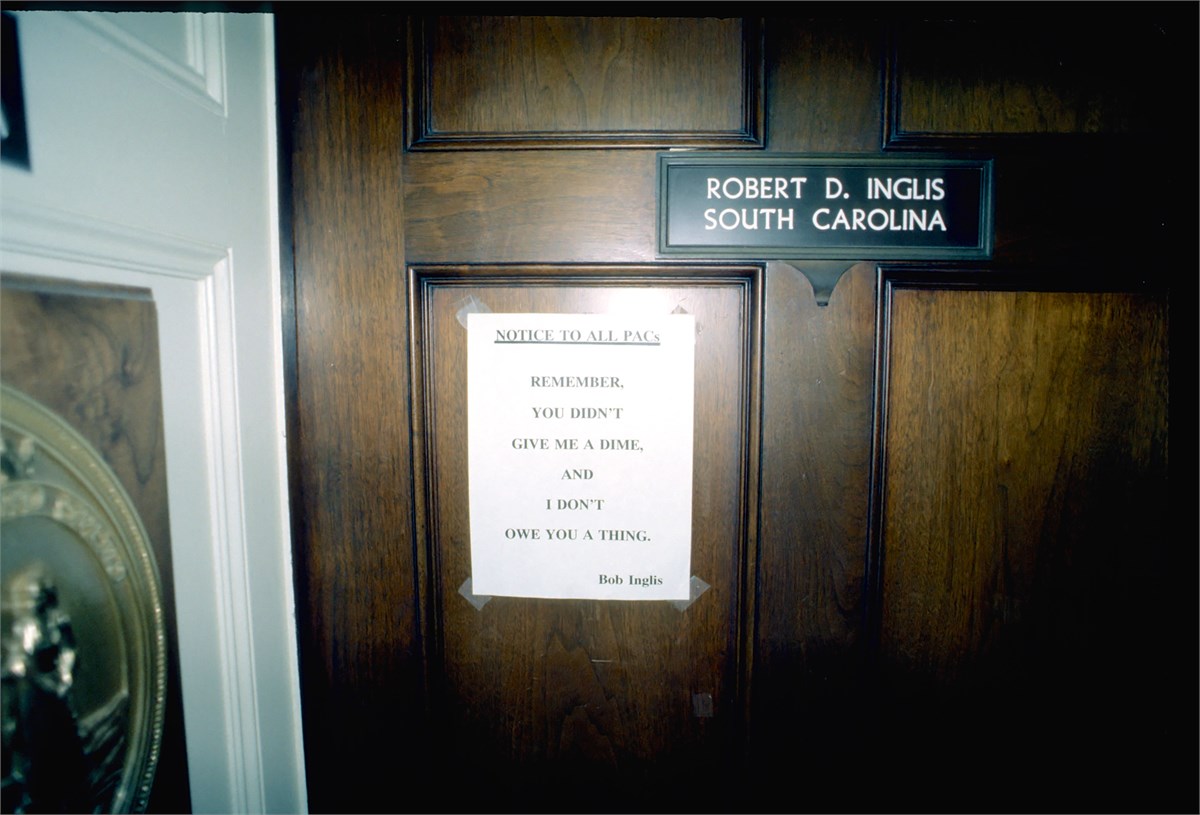 ROBERT D. INGLIS
SOUTH CAROLINA
NOTICE TO ALL PACs
REMEMBER,
YOU DIDN'T
GIVE ME A DIME,
AND
I DON'T
OWE YOU A THING.
Bob Inglis